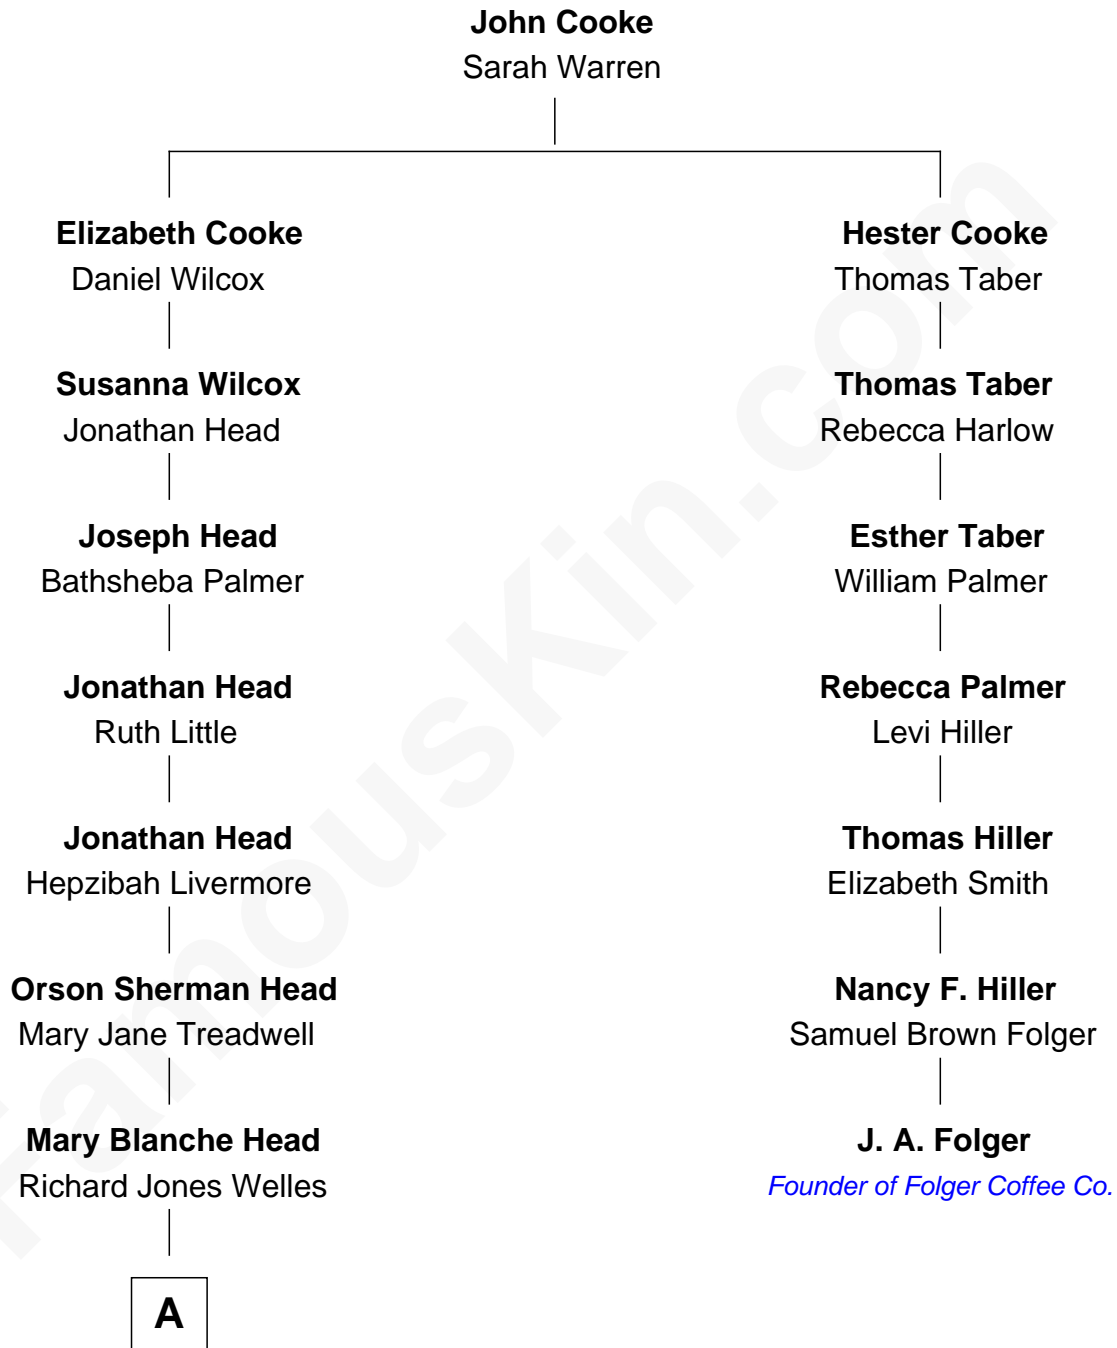 John Cooke
Sarah Warren
Elizabeth Cooke
Daniel Wilcox
Hester Cooke
Thomas Taber
Susanna Wilcox
Jonathan Head
Thomas Taber
Rebecca Harlow
Joseph Head
Bathsheba Palmer
Esther Taber
William Palmer
Jonathan Head
Ruth Little
Rebecca Palmer
Levi Hiller
Jonathan Head
Hepzibah Livermore
Thomas Hiller
Elizabeth Smith
Orson Sherman Head
Mary Jane Treadwell
Nancy F. Hiller
Samuel Brown Folger
Mary Blanche Head
Richard Jones Welles
J. A. Folger
Founder of Folger Coffee Co.
A
FamousKin.com